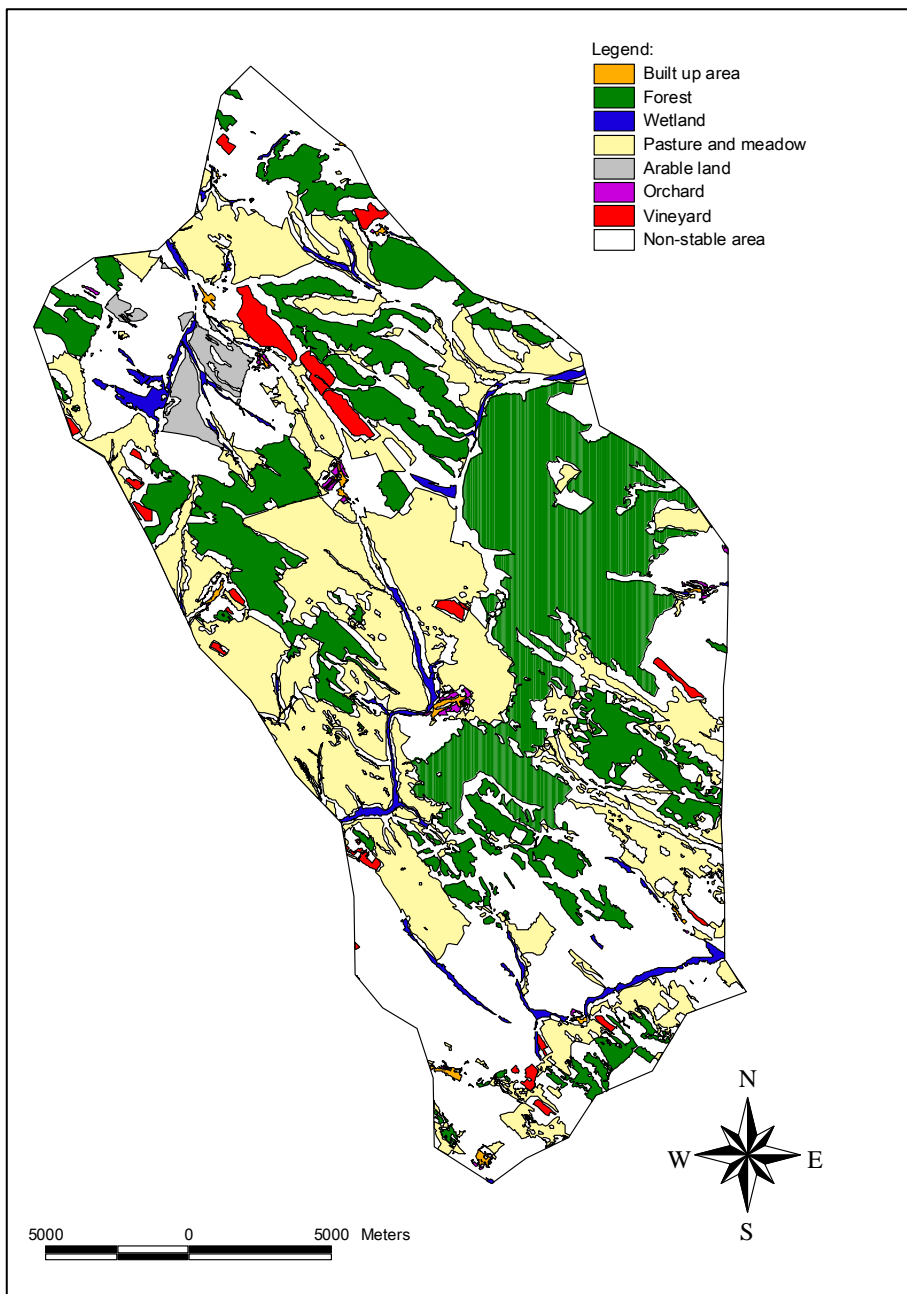 Legend:
Built up area
Forest
Wetland
Pasture and meadow
Arable land
Orchard
Vineyard
Non-stable area
N
W E
S
5000 0 5000 Meters